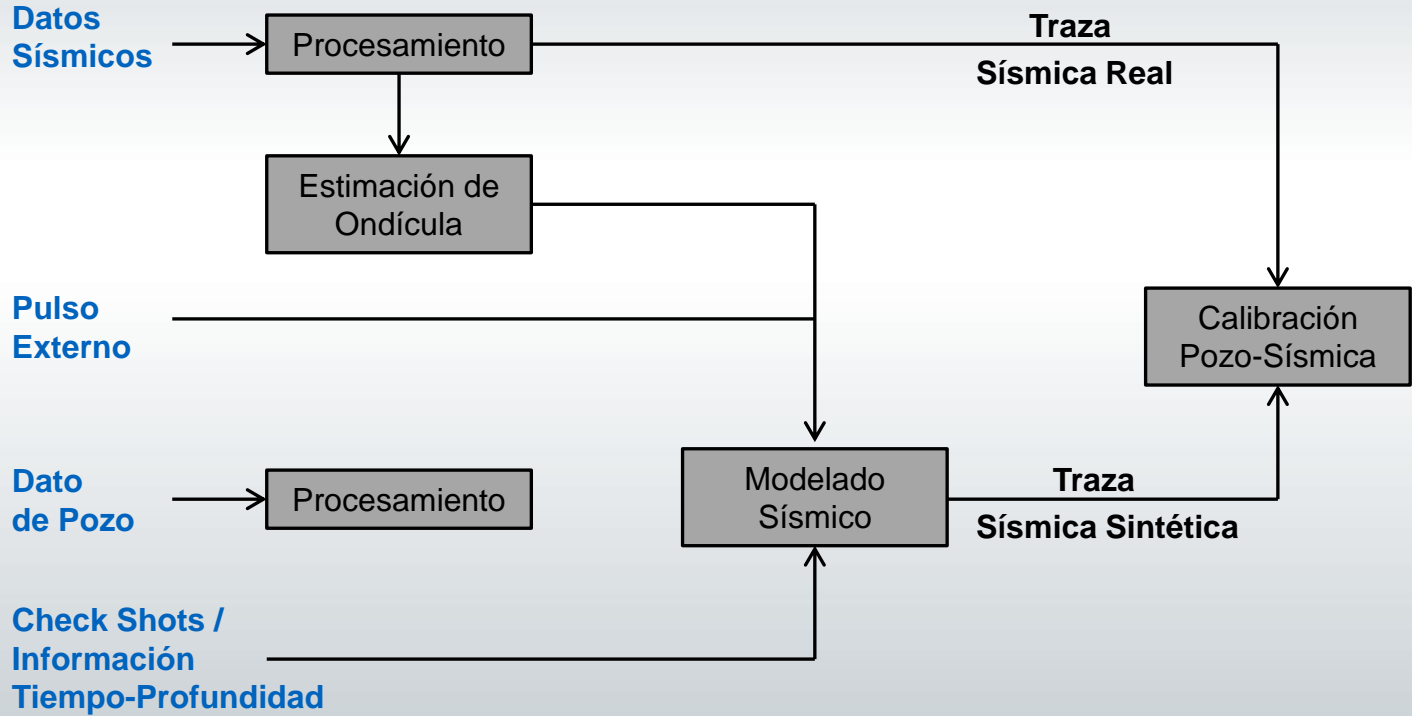 Datos
Sísmicos
Procesamiento
Traza
Sísmica Real
Estimación de
Ondícula
Pulso
Externo
Calibración
Pozo-Sísmica
Dato
de Pozo
Procesamiento
Modelado
Sísmico
Traza
Sísmica Sintética
Check Shots /
Información
Tiempo-Profundidad